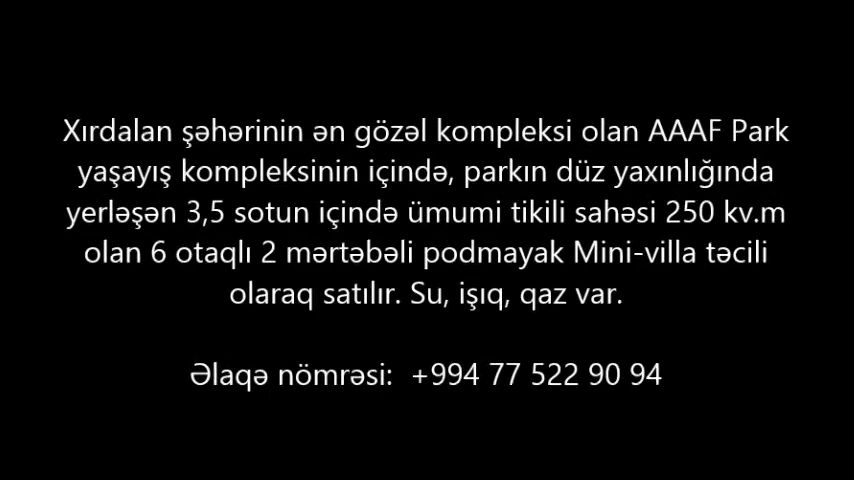 Xırdalan şəhərinin ən gözəl kompleksi olan AAAF Park
yaşayış kompleksinin içində, parkın düz yaxınlığında
yerləşən 3,5 sotun içində ümumi tikili sahəsi 250 kv.m
olan 6 otaqlı 2 mərtəbəli podmayak Mini-villa təcili
olaraq satılır. Su, işıq, qaz var.
Əlaqə nömrəsi: +994 77 522 90 94